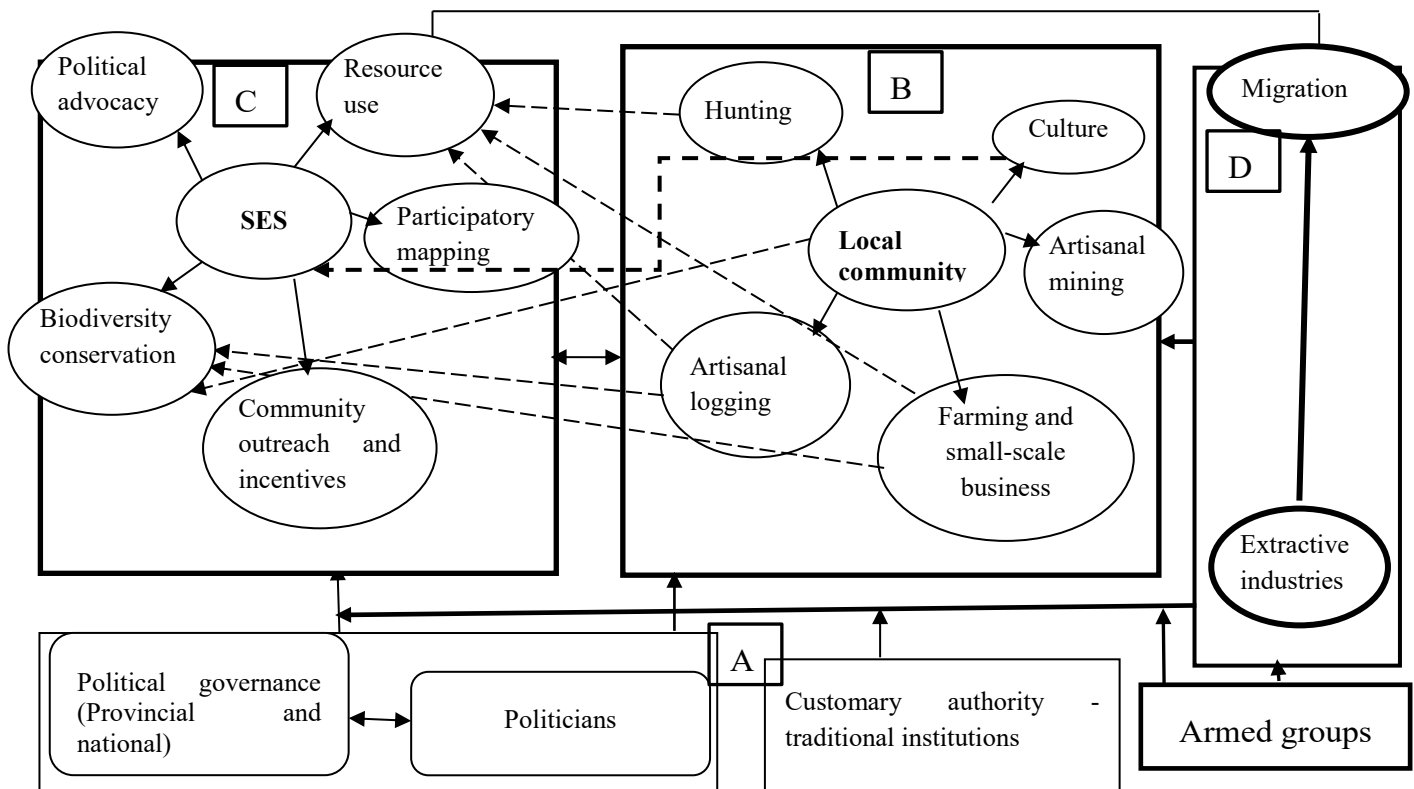 Political
advocacy
C
Resource
use
SES
Participatory
mapping
Biodiversity
conservation
Community
outreach and
incentives
B
Hunting
Culture
Local
community
Artisanal
mining
Artisanal
logging
Farming and
small-scale
business
Migration
D
Extractive
industries
A
Political governance
(Provincial and
national)
Politicians
Customary authority -
traditional institutions
Armed groups